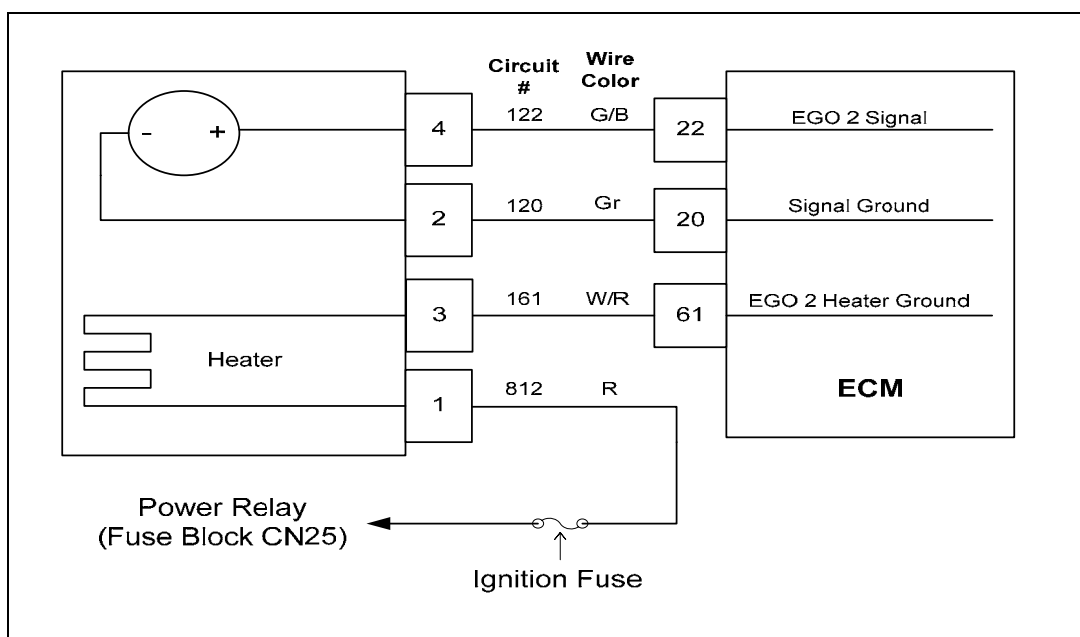 Circuit
#
Wire
Color
- +
4
122
G/B
22
EGO 2 Signal
2
120
Gr
20
Signal Ground
3
161
W/R
61
EGO 2 Heater Ground
Heater
1
812
R
ECM
Power Relay
(Fuse Block CN25)
Ignition Fuse